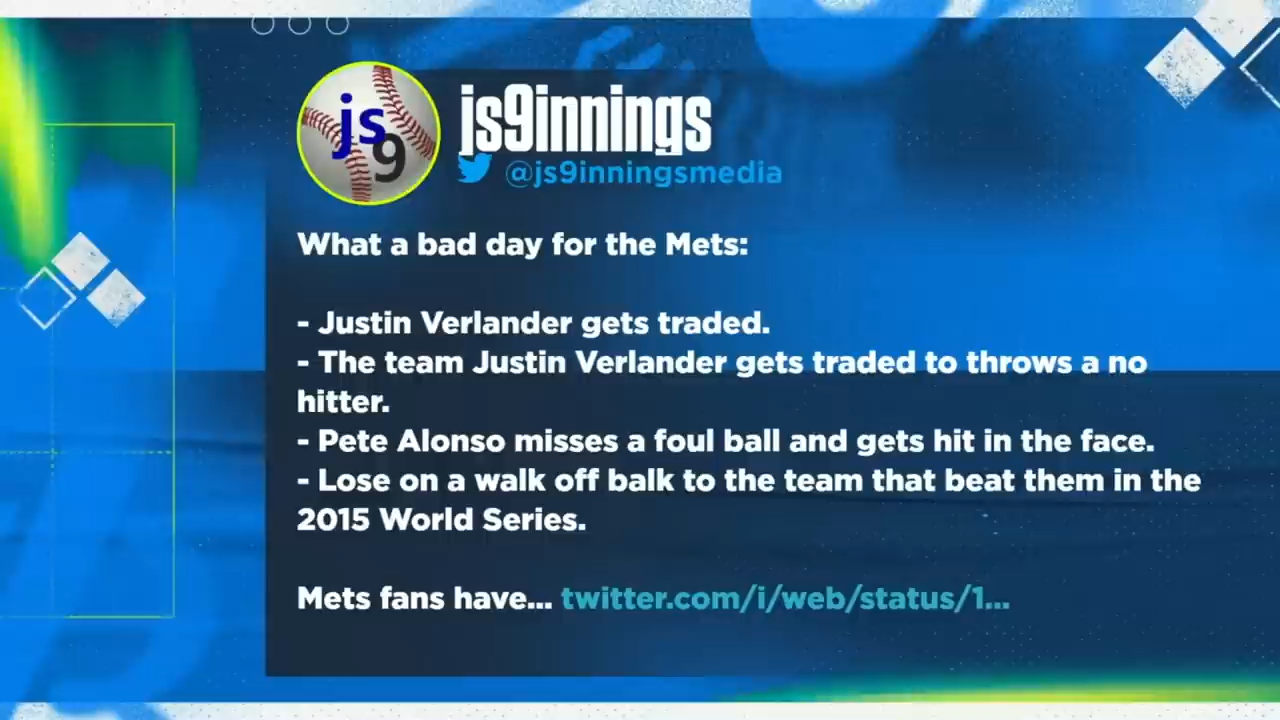 js
9
js9innings
@js9inningsmedia
What a bad day for the Mets:
- Justin Verlander gets traded.
- The team Justin Verlander gets traded to throws a no
hitter.
- Pete Alonso misses a foul ball and gets hit in the face.
- Lose on a walk off balk to the team that beat them in the
2015 World Series.
Mets fans have... twitter.com/i/web/status/1...